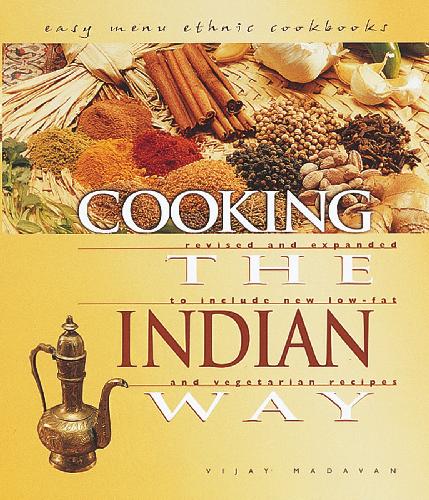 easy menu ethnic cookbooks
COOKING
revised and expanded
THE
to include new low-fat
INDIAN
and vegetarian recipes
WAY
VIJAY MADAVAN